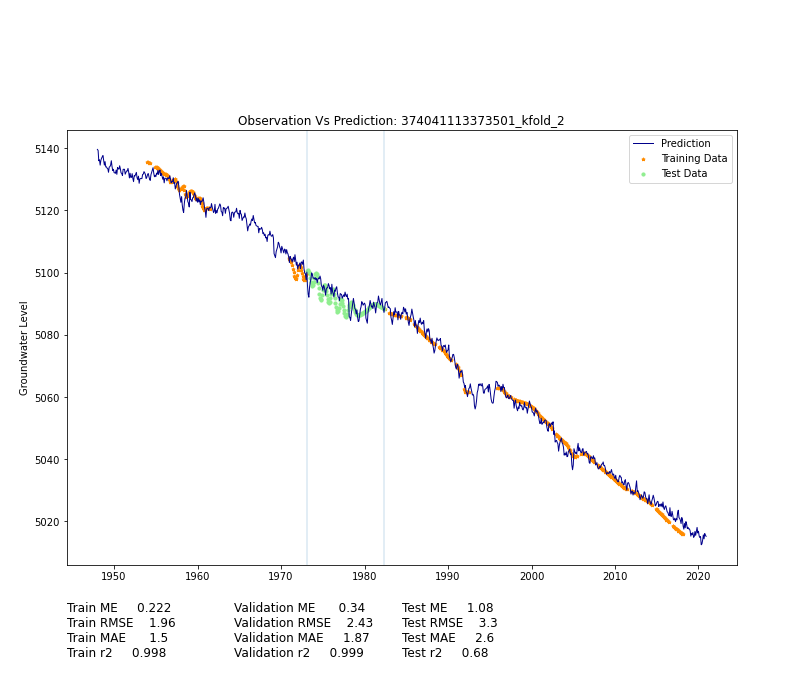 Observation Vs Prediction: 374041113373501_kfold_2
Prediction
Training Data
Test Data
Groundwater Level
5140
5120
5100
5080
5060
5040
5020
1950 1960 1970 1980 1990 2000 2010 2020
Train ME 0.222 Validation ME 0.34 Test ME 1.08
Train RMSE 1.96 Validation RMSE 2.43 Test RMSE 3.3
Train MAE 1.5 Validation MAE 1.87 Test MAE 2.6
Train r2 0.998 Validation r2 0.999 Test r2 0.68